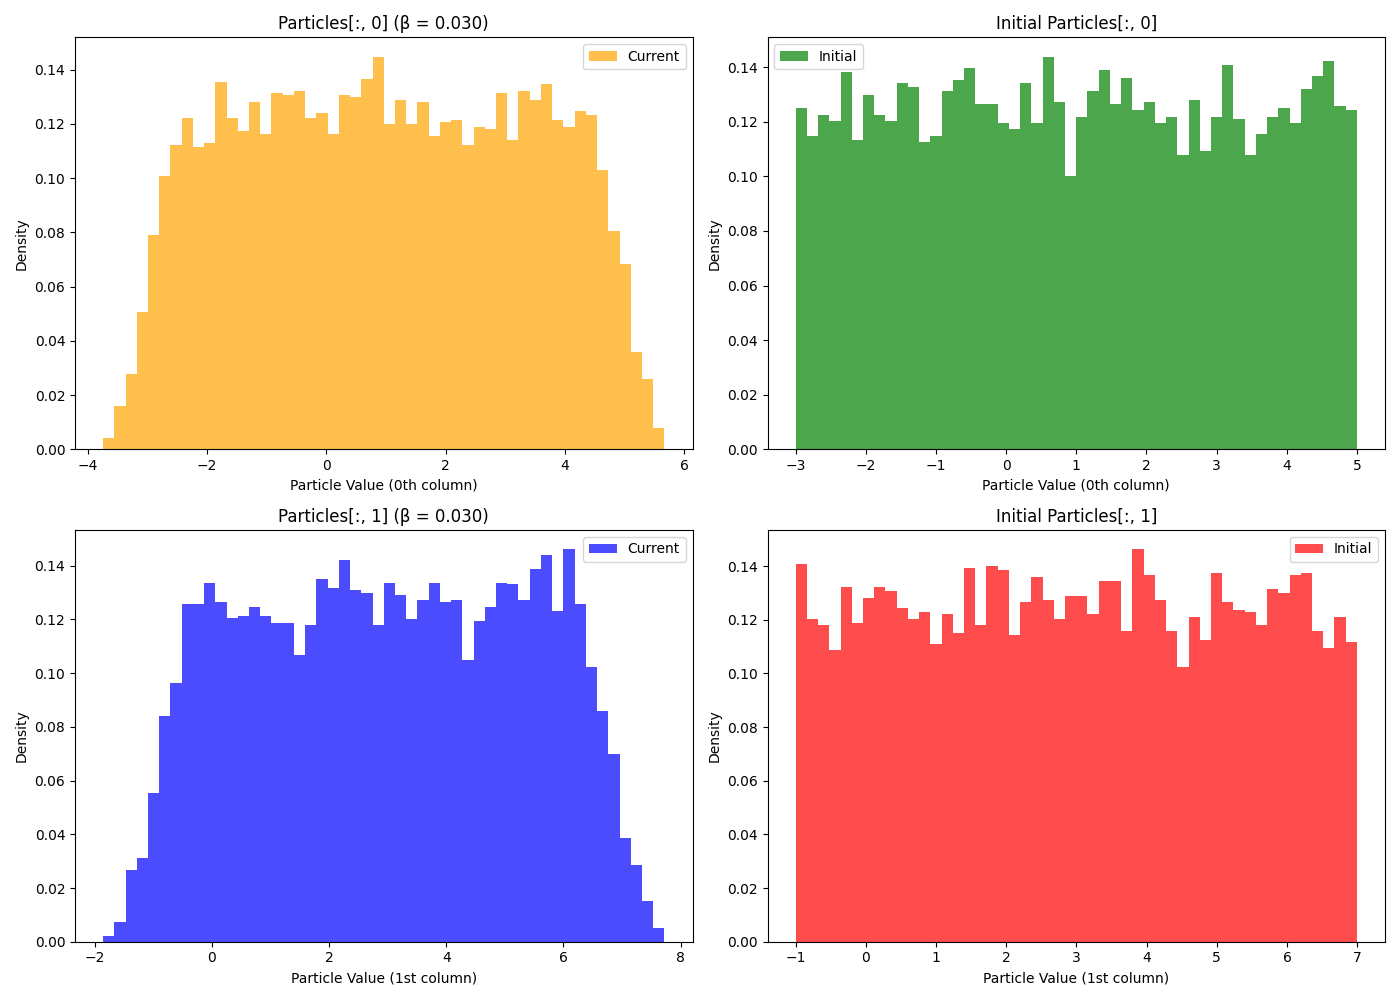 Particles[:, 0] (β = 0.030)
Current
Density
0.14
0.12
0.10
0.08
0.06
0.04
0.02
0.00
−4 −2 0 2 4 6
Particle Value (0th column)
Initial Particles[:, 0]
Initial
Density
0.14
0.12
0.10
0.08
0.06
0.04
0.02
0.00
−3 −2 −1 0 1 2 3 4 5
Particle Value (0th column)
Particles[:, 1] (β = 0.030)
Current
Density
0.14
0.12
0.10
0.08
0.06
0.04
0.02
0.00
−2 0 2 4 6 8
Particle Value (1st column)
Initial Particles[:, 1]
Initial
Density
0.14
0.12
0.10
0.08
0.06
0.04
0.02
0.00
−1 0 1 2 3 4 5 6 7
Particle Value (1st column)